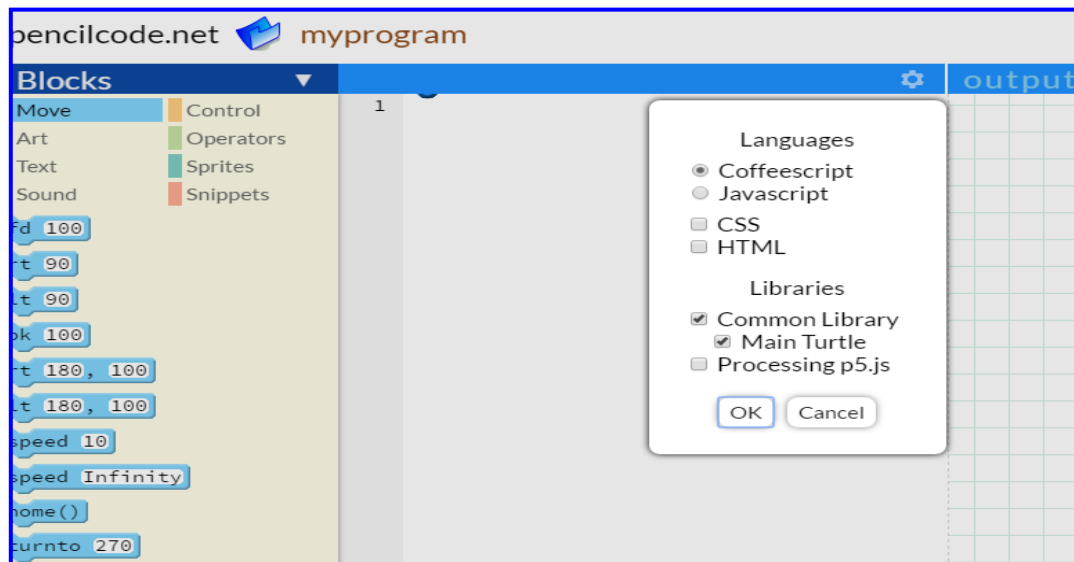 pencilcode.net myprogram
Blocks ▼
output
Move Control
Art Operators
Text Sprites
Sound Snippets
fd 100
rt 90
lt 90
bk 100
rt 180, 100
lt 180, 100
speed 10
speed Infinity
home()
turnto 270
1
Languages
Coffeescript
Javascript
CSS
HTML
Libraries
Common Library
Main Turtle
Processing p5.js
OK Cancel